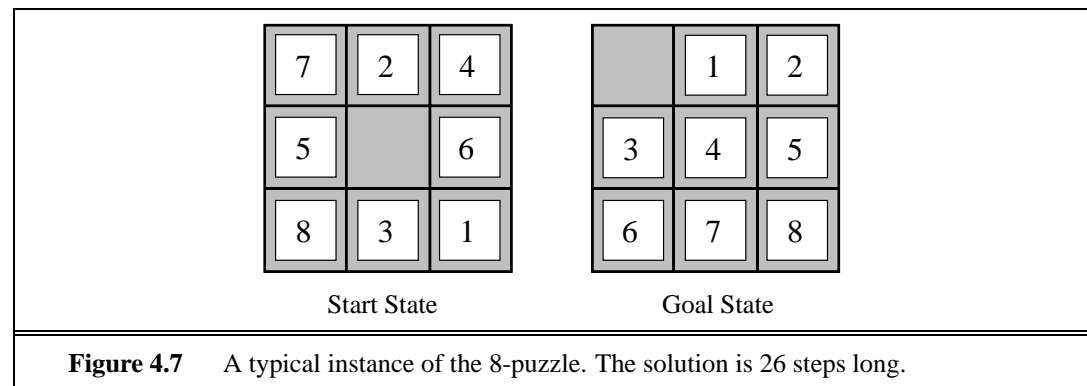 7 2 4
1 2
5 6
3 4 5
8 3 1
6 7 8
Start State
Goal State
Figure 4.7 A typical instance of the 8-puzzle. The solution is 26 steps long.